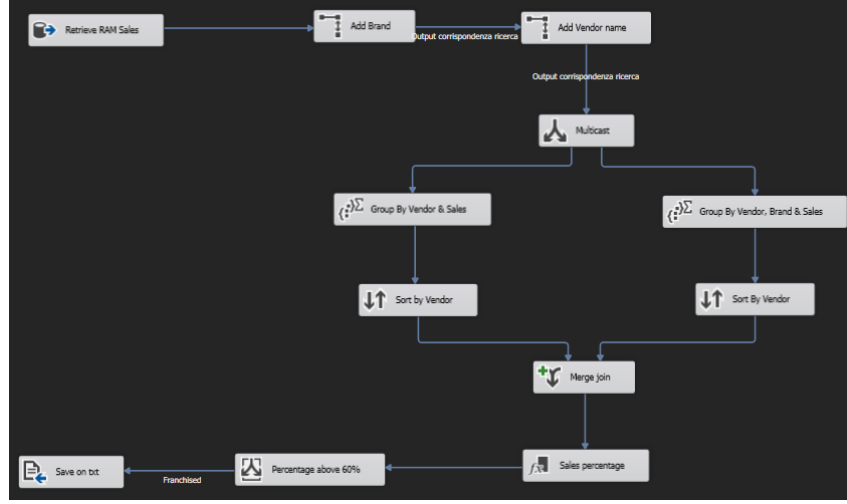 Retrieve RAM Sales
Add Brand
Output corrispondenza ricerca
Add Vendor name
Output corrispondenza ricerca
Multicast
Group By Vendor & Sales
Group By Vendor, Brand & Sales
Sort by Vendor
Sort By Vendor
Merge join
Sales percentage
Percentage above 60%
Franchised
Save on txt